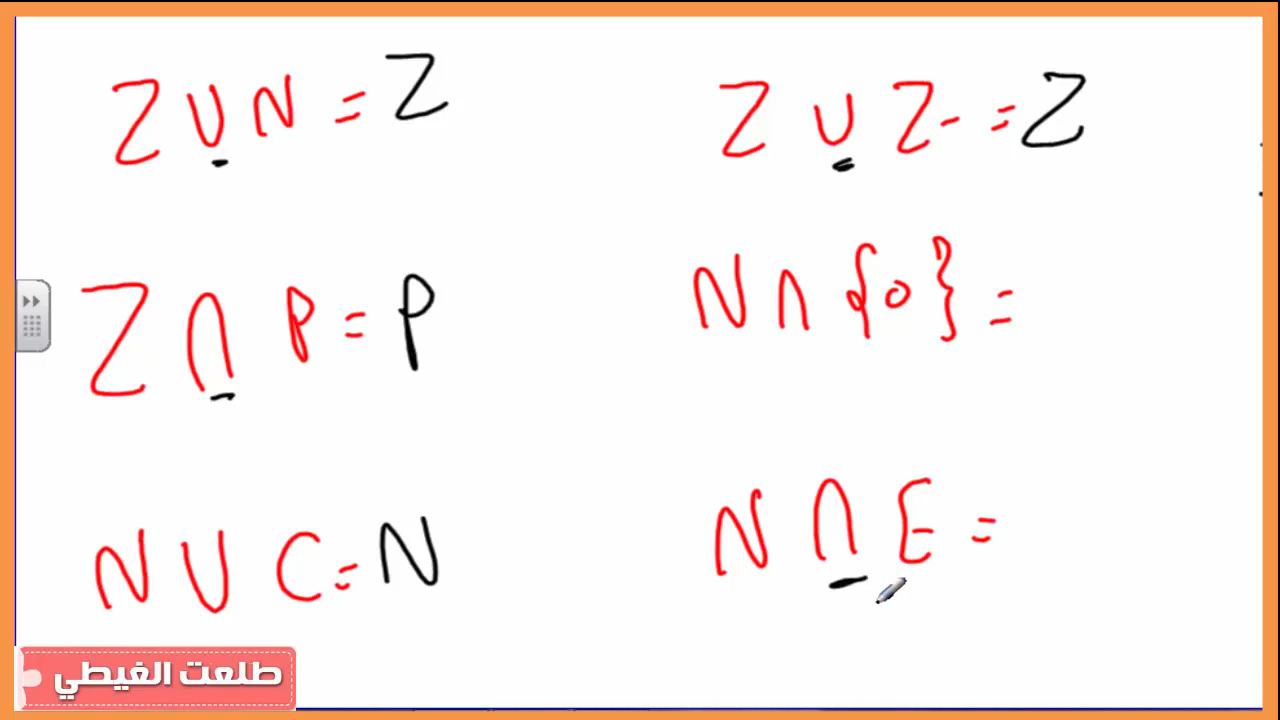 Z U N = Z
Z U Z- = Z
Z ∩ P = P
N ∩ {0} =
N U C = N
N ∩ E =
طلعت الغيطي